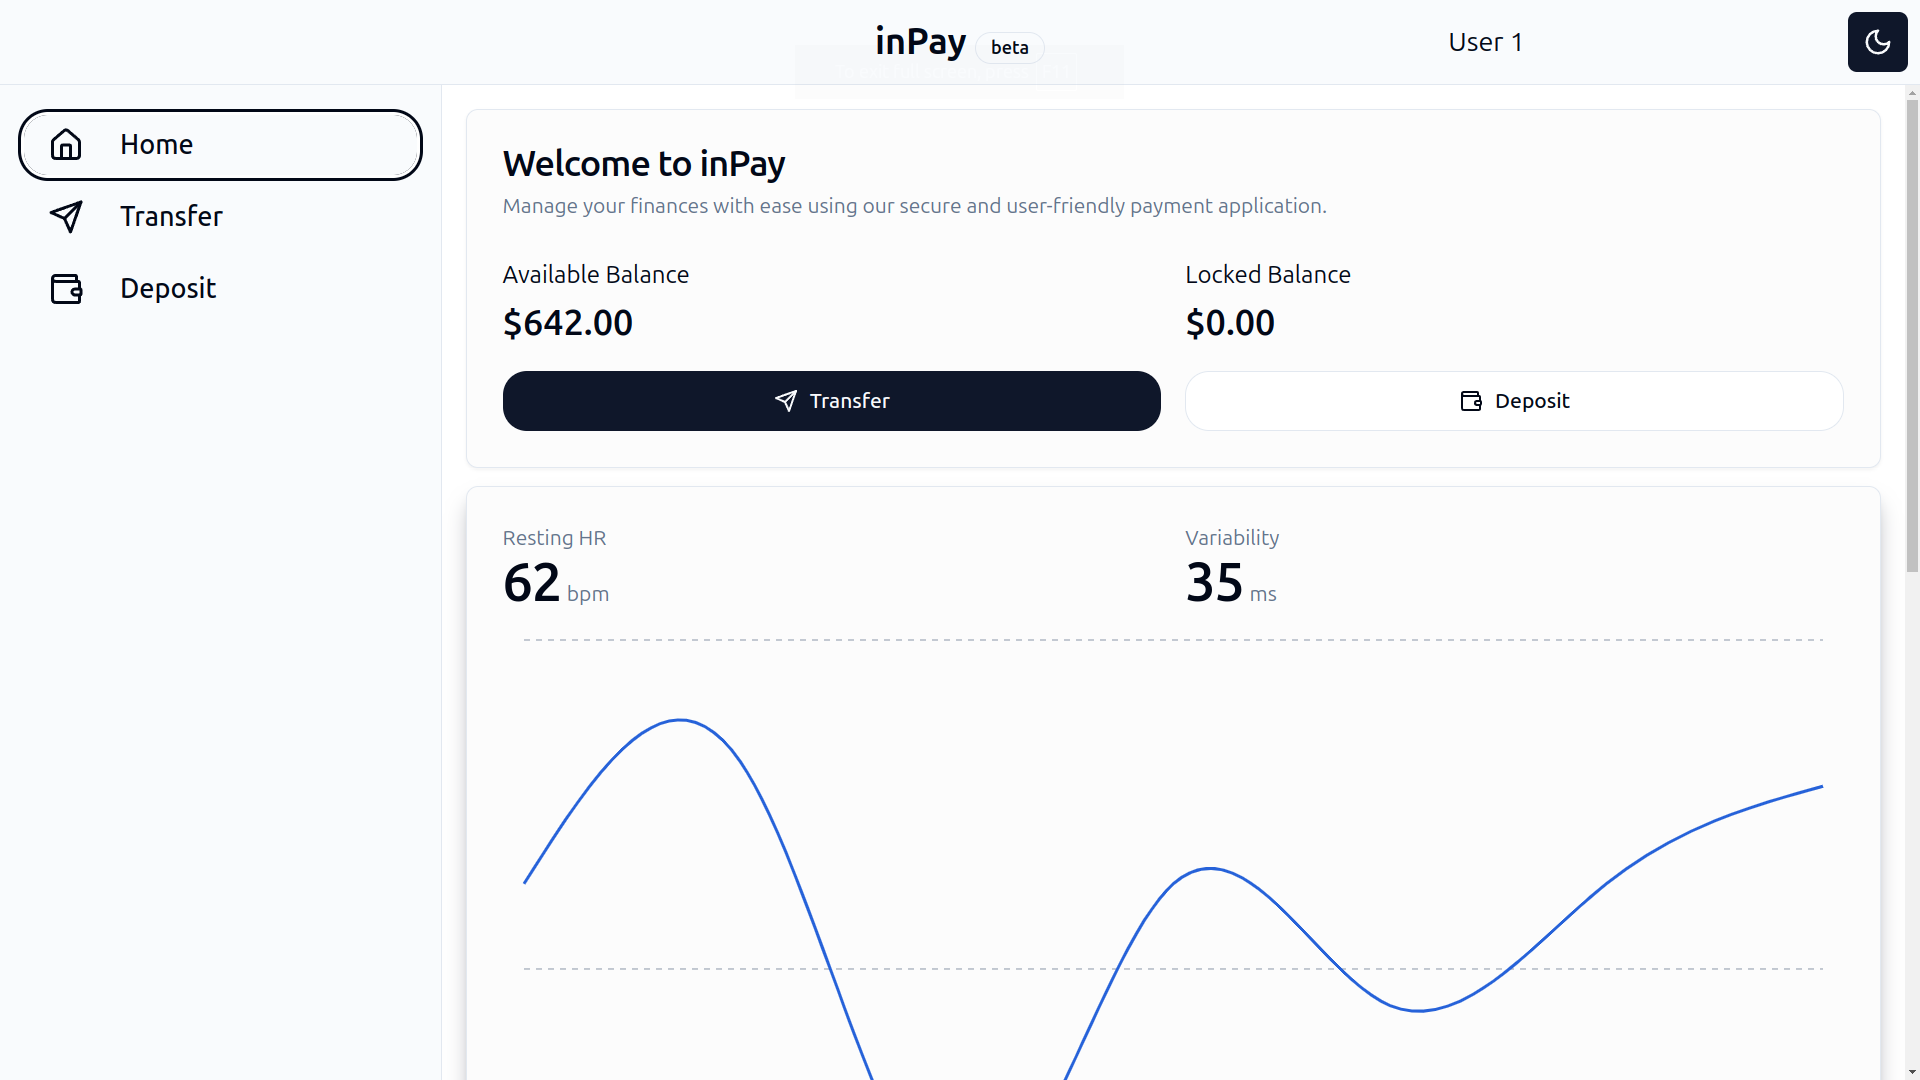 inPay beta
User 1
Home
Transfer
Deposit
Welcome to inPay
Manage your finances with ease using our secure and user-friendly payment application.
Available Balance
$642.00
Locked Balance
$0.00
Transfer
Deposit
Resting HR
62 bpm
Variability
35 ms